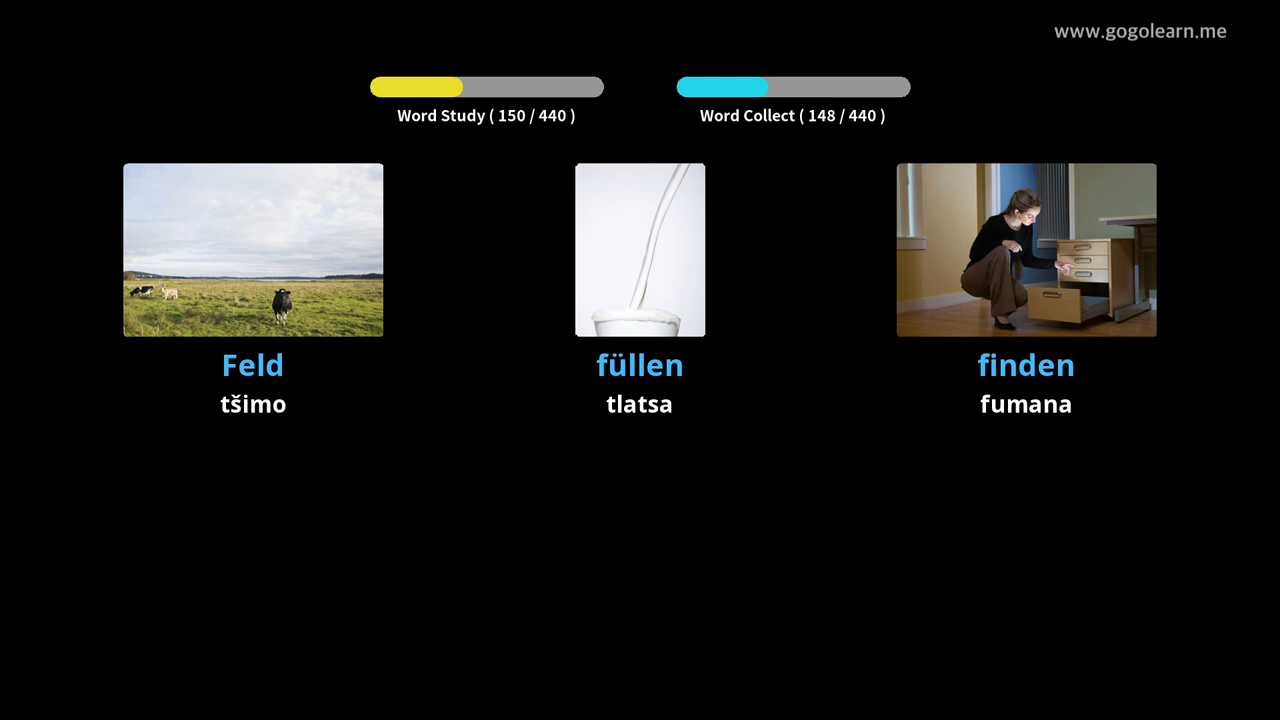 www.gogolearn.me
Word Study ( 150 / 440 )
Word Collect ( 148 / 440 )
Feld
füllen
finden
tšimo
tlatsa
fumana